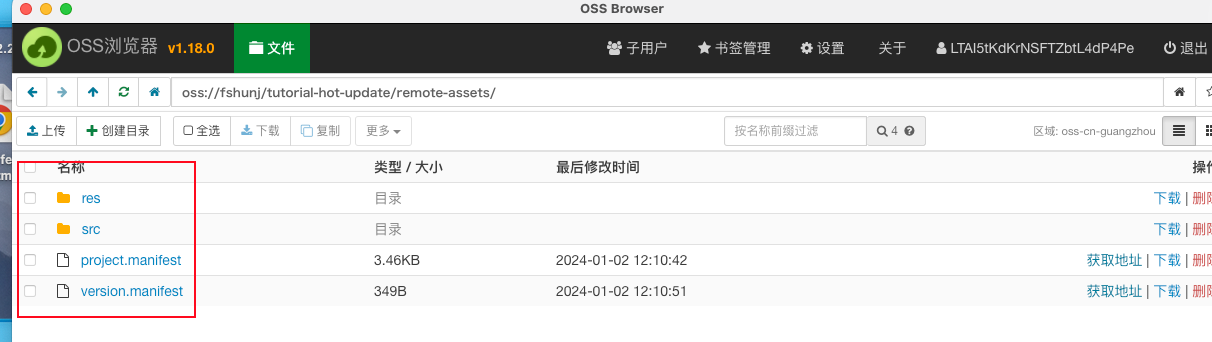 OSS Browser
OSS浏览器 v1.18.0 文件 子用户 书签管理 设置 关于 LTAI5tKdKrNSFTZbtL4dP4Pe 退出
oss://fshunj/tutorial-hot-update/remote-assets/
上传 创建目录 全选 下载 复制 更多 按名称前缀过滤 4 区域: oss-cn-guangzhou
名称 类型 / 大小 最后修改时间 操作
res 目录 下载 | 删除
src 目录 下载 | 删除
project.manifest 3.46KB 2024-01-02 12:10:42 获取地址 | 下载 | 删除
version.manifest 349B 2024-01-02 12:10:51 获取地址 | 下载 | 删除